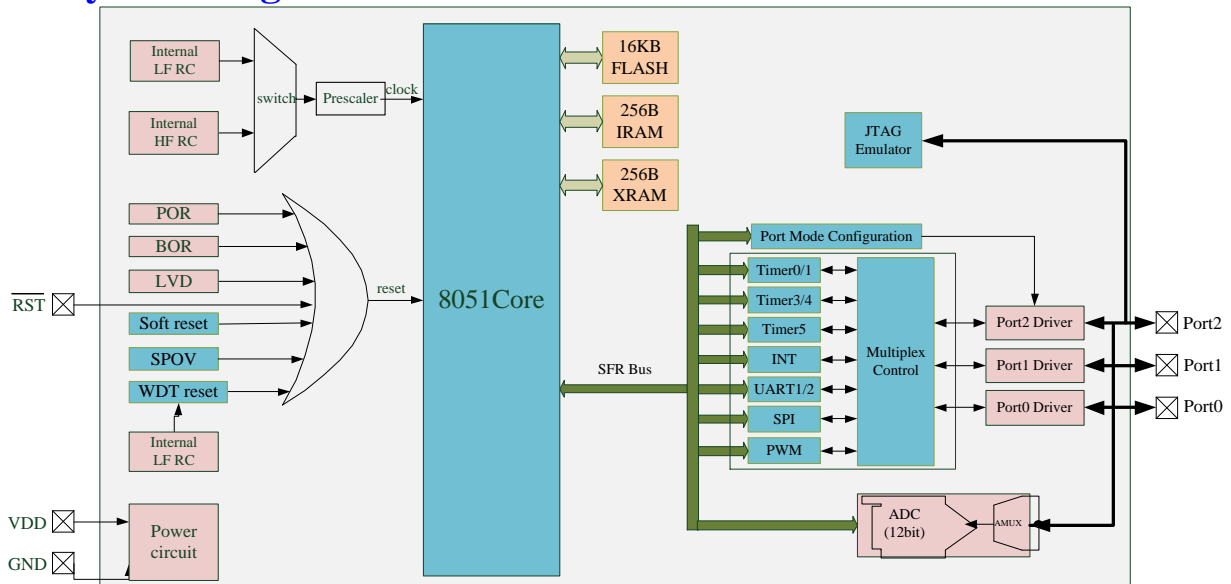 Internal
LF RC
Internal
HF RC
switch
Prescaler
clock
POR
BOR
LVD
RST
Soft reset
SPOV
WDT reset
Internal
LF RC
reset
VDD
GND
Power
circuit
8051Core
16KB
FLASH
256B
IRAM
256B
XRAM
JTAG
Emulator
SFR Bus
Port Mode Configuration
Timer0/1
Timer3/4
Timer5
INT
UART1/2
SPI
PWM
Multiplex
Control
Port2 Driver
Port1 Driver
Port0 Driver
Port2
Port1
Port0
ADC
(12bit)
AMUX